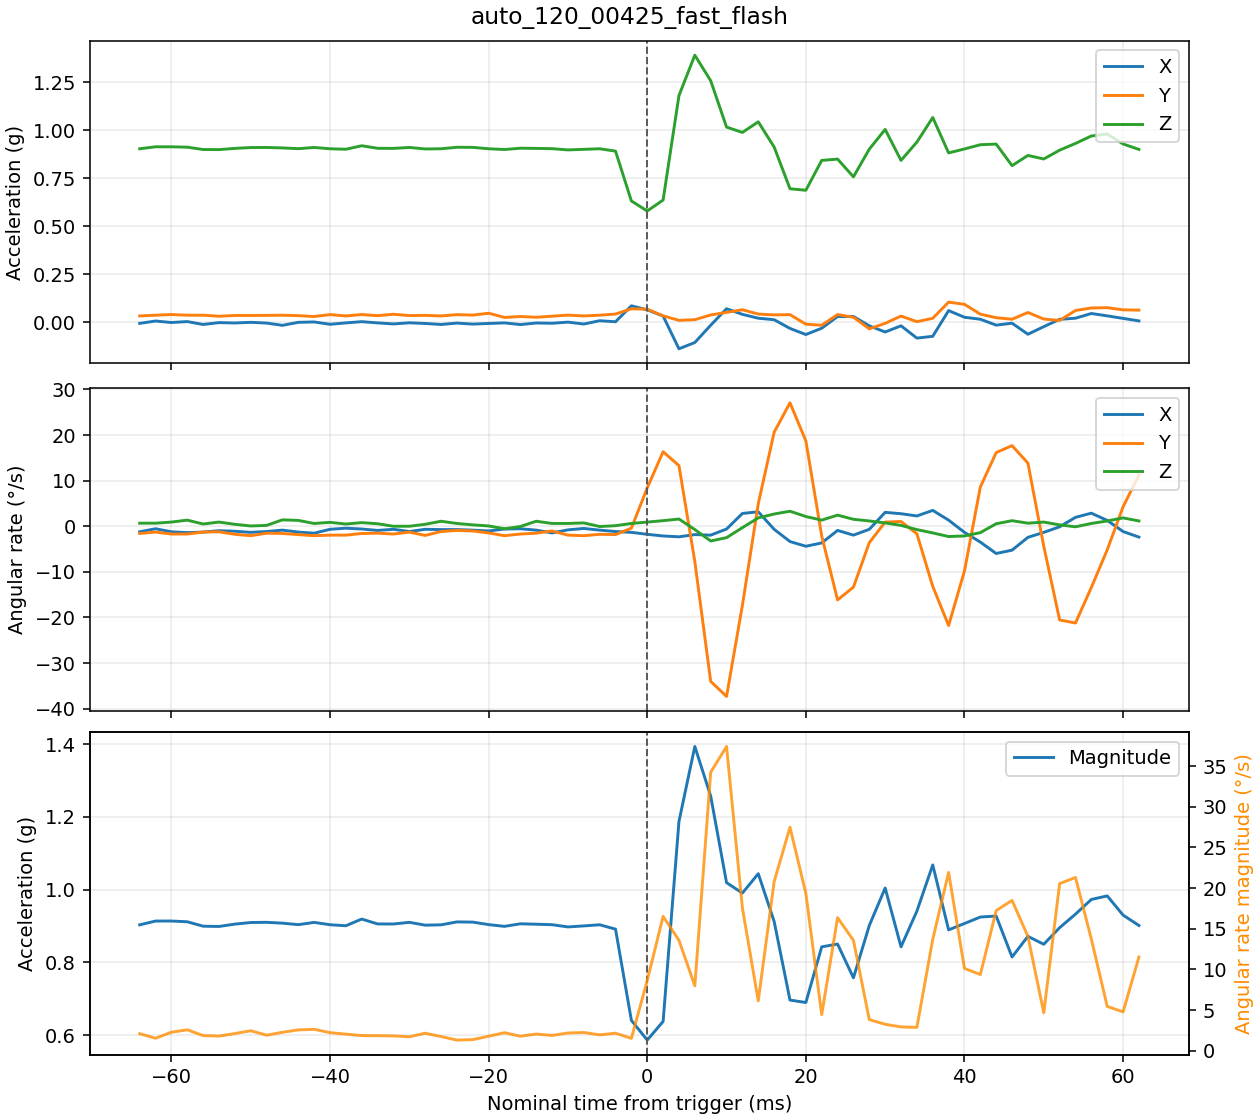 auto_120_00425_fast_flash
Acceleration (g)
1.25
1.00
0.75
0.50
0.25
0.00
X
Y
Z
Angular rate (°/s)
30
20
10
0
−10
−20
−30
−40
X
Y
Z
Acceleration (g)
1.4
1.2
1.0
0.8
0.6
Magnitude
35
30
25
20
15
10
5
0
Angular rate magnitude (°/s)
−60
−40
−20
0
20
40
60
Nominal time from trigger (ms)